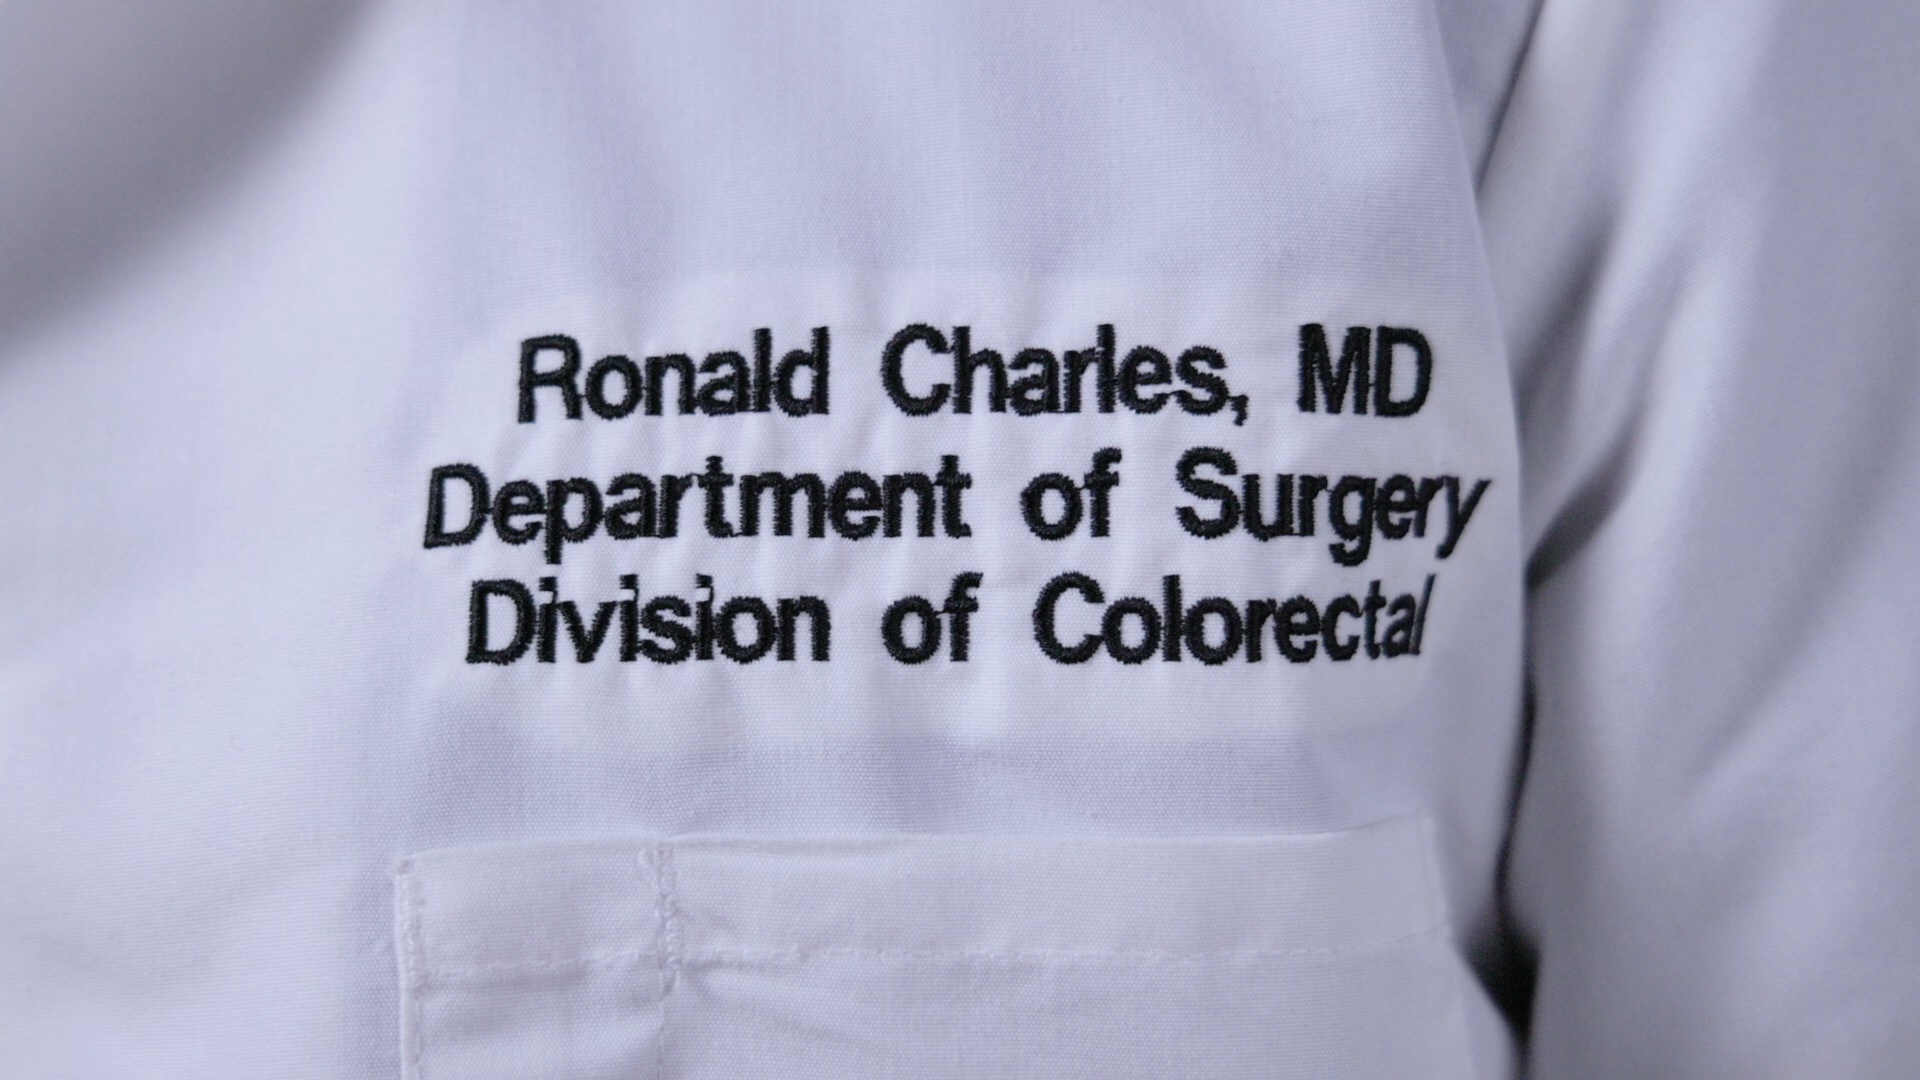 Ronald Charles, MD
Department of Surgery
Division of Colorectal